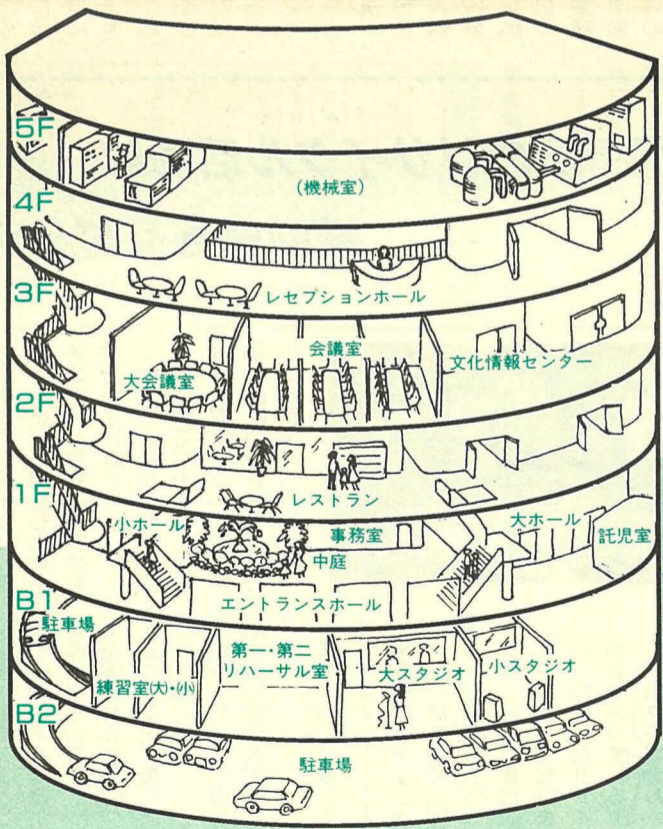 5F
(機械室)
4F
レセプションホール
3F
会議室
大会議室
文化情報センター
2F
レストラン
1F
小ホール
事務室
大ホール
託児室
中庭
エントランスホール
B1
駐車場
第一・第二
リハーサル室
大スタジオ
小スタジオ
練習室(大)・(小)
B2
駐車場